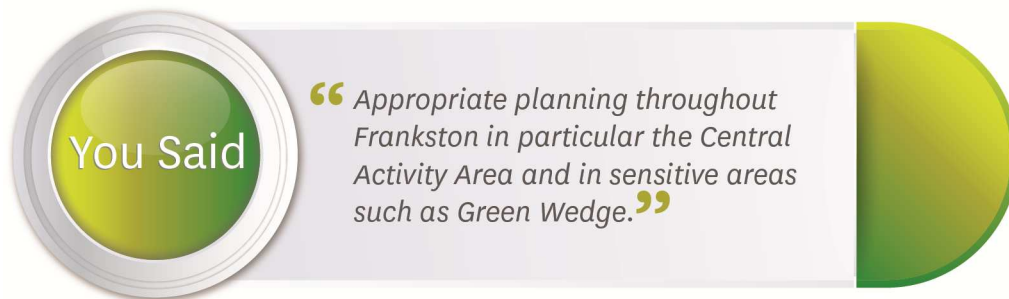 You Said
“ Appropriate planning throughout
Frankston in particular the Central
Activity Area and in sensitive areas
such as Green Wedge.”